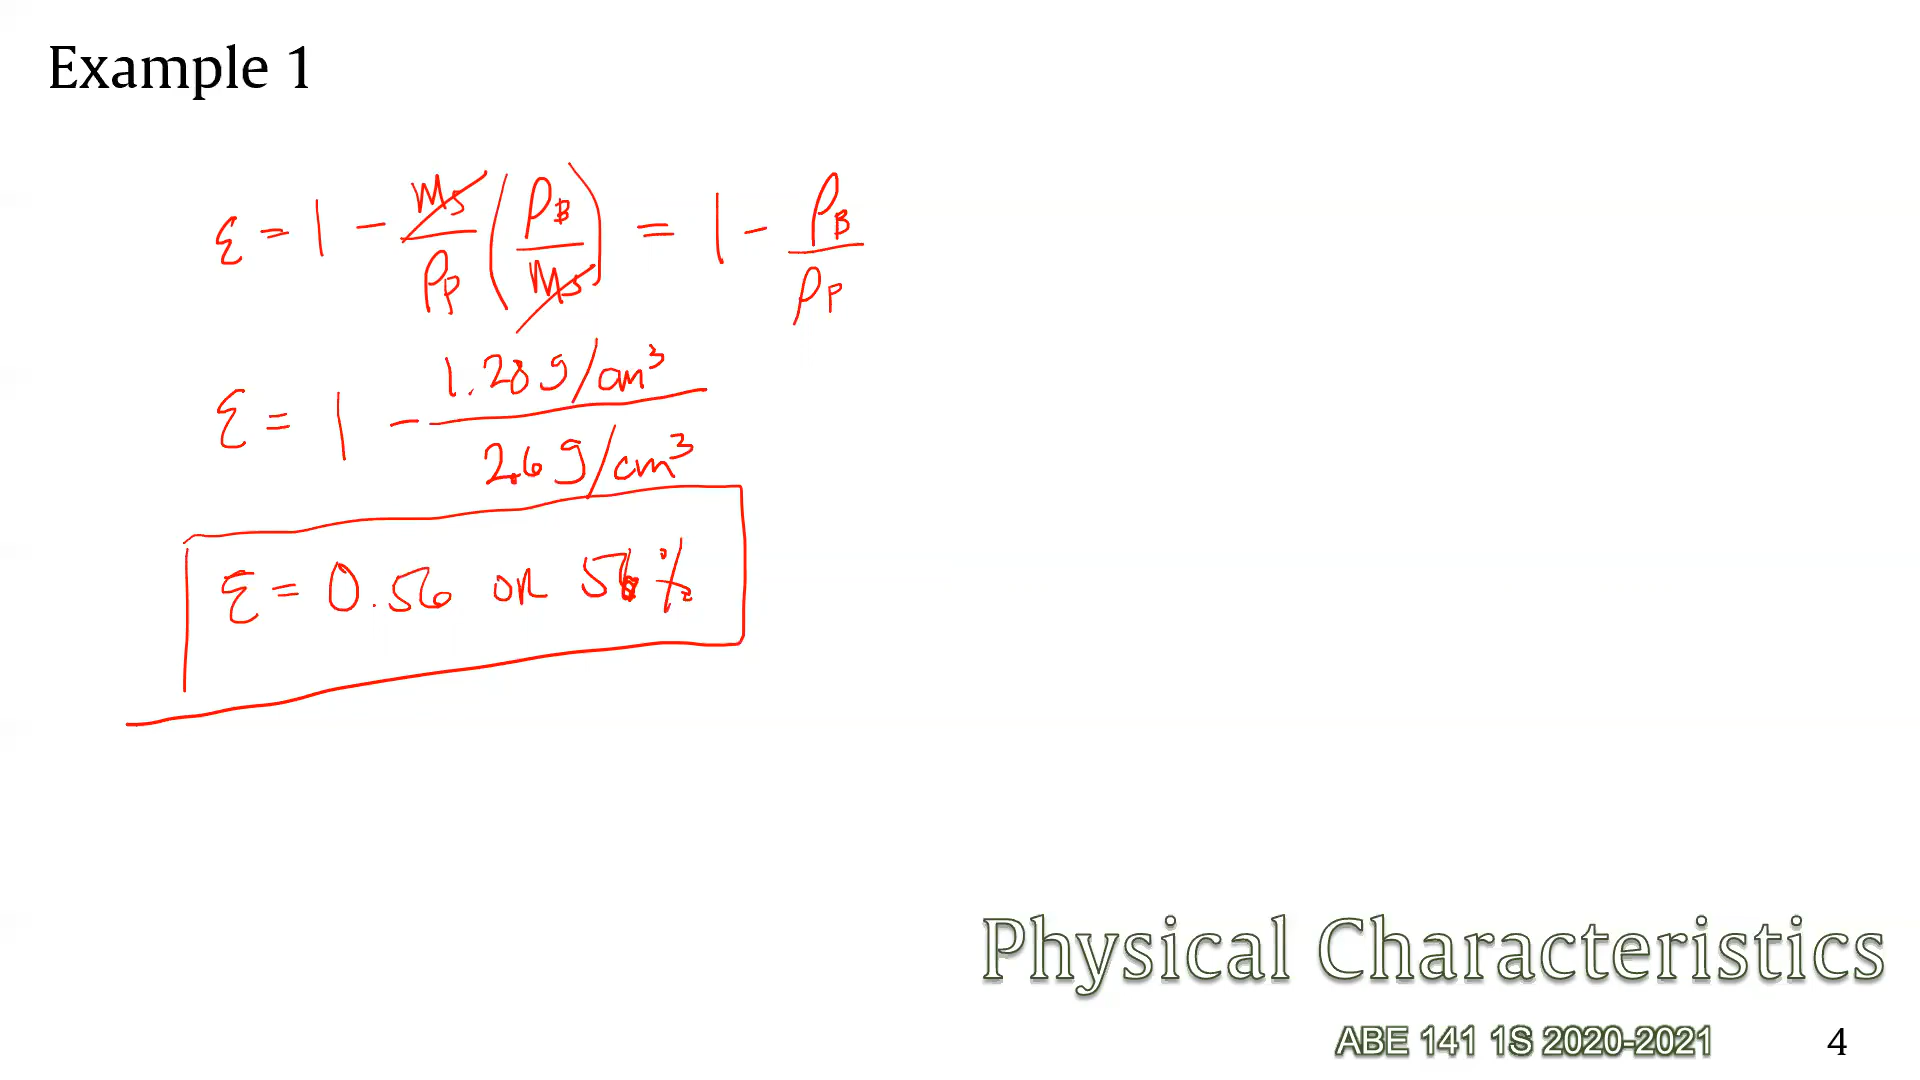 Example 1
ε = 1 - Ms/ρp (ρB/Ms) = 1 - ρB/ρp
ε = 1 - 1.28 g/cm³ / 2.6 g/cm³
ε = 0.56 OR 56 %
Physical Characteristics
ABE 141 1S 2020-2021
4